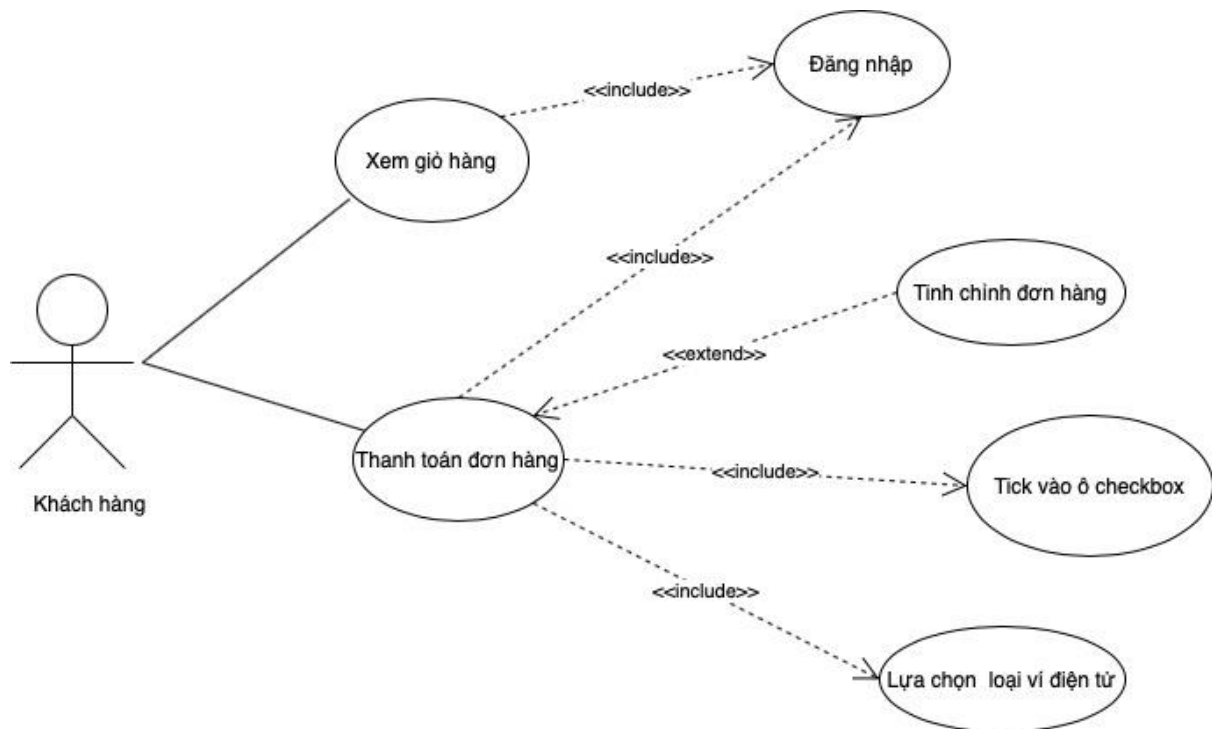 Đăng nhập
<<include>>
Xem giỏ hàng
<<include>>
Tinh chỉnh đơn hàng
<<extend>>
Thanh toán đơn hàng
<<include>>
Tick vào ô checkbox
Khách hàng
<<include>>
Lựa chọn loại ví điện tử